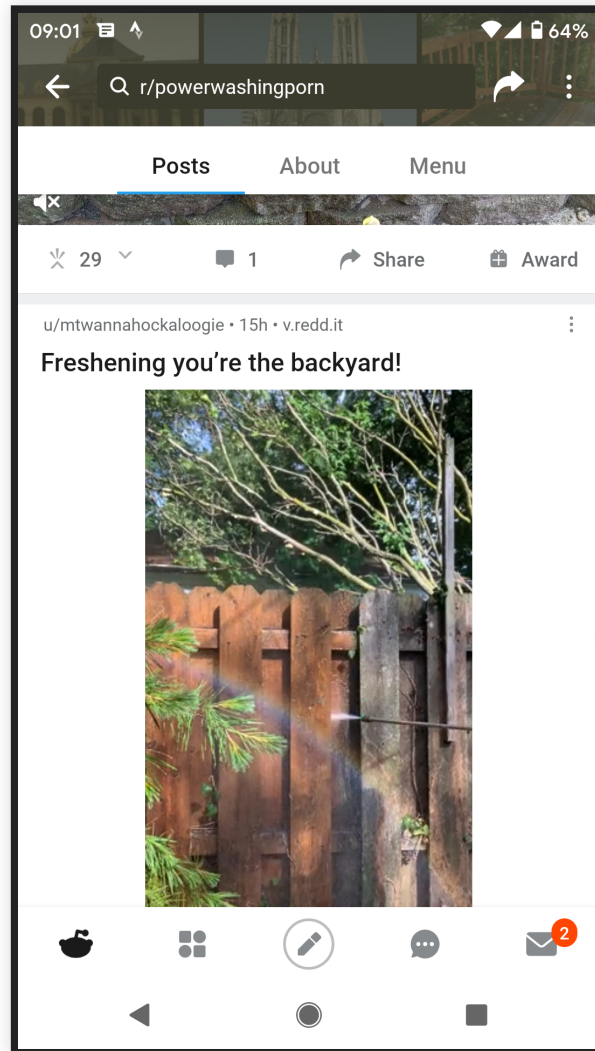 09:01 64%
r/powerwashingporn
Posts About Menu
29 1 Share Award
u/mtwannahockaloogie • 15h • v.redd.it
Freshening you’re the backyard!
2